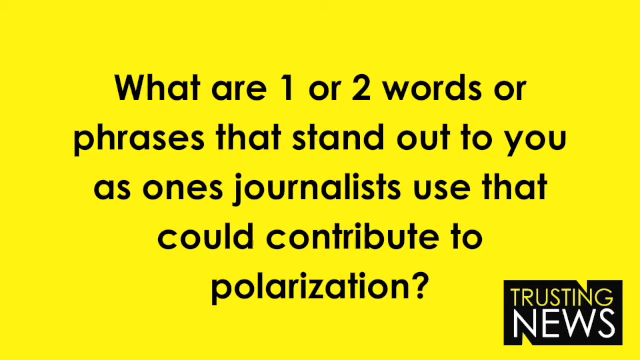 What are 1 or 2 words or
phrases that stand out to you
as ones journalists use that
could contribute to
polarization?
TRUSTING
NEWS